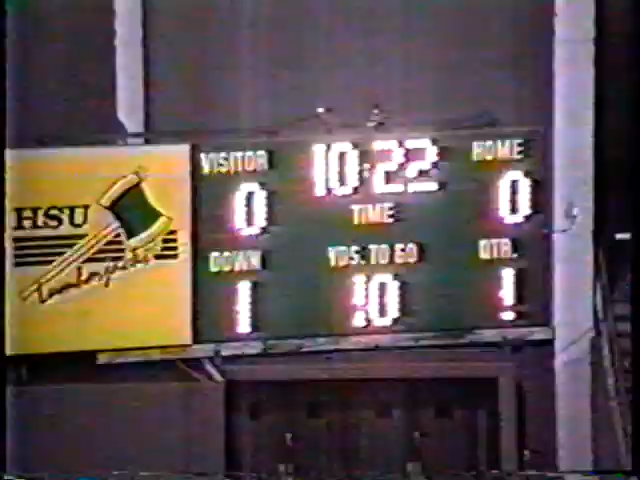 HSU
Lumberjacks
VISITOR 10:22 HOME
0 TIME 0
DOWN YDS. TO GO QTR.
1 10 1